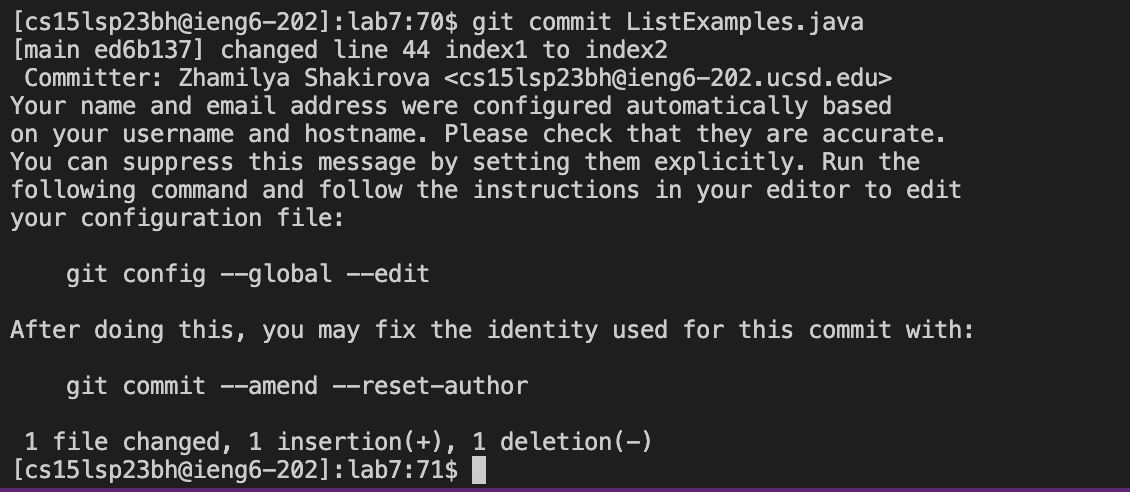 [cs15lsp23bh@ieng6-202]:lab7:70$ git commit ListExamples.java
[main ed6b137] changed line 44 index1 to index2
 Committer: Zhamilya Shakirova <cs15lsp23bh@ieng6-202.ucsd.edu>
Your name and email address were configured automatically based
on your username and hostname. Please check that they are accurate.
You can suppress this message by setting them explicitly. Run the
following command and follow the instructions in your editor to edit
your configuration file:

    git config --global --edit

After doing this, you may fix the identity used for this commit with:

    git commit --amend --reset-author

 1 file changed, 1 insertion(+), 1 deletion(-)
[cs15lsp23bh@ieng6-202]:lab7:71$